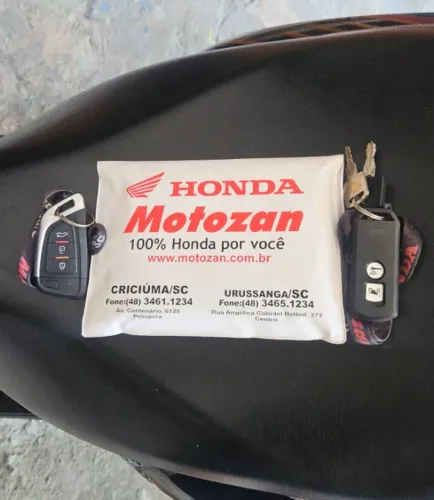 HONDA
Motozan
100% Honda por você
www.motozan.com.br
CRICIÚMA/SC
Fone:(48) 3461.1234
Av. Centenário, 6125
Próspera
URUSSANGA/SC
Fone:(48) 3465.1234
Rua Angélica Colodel Bettiol, 272
Centro